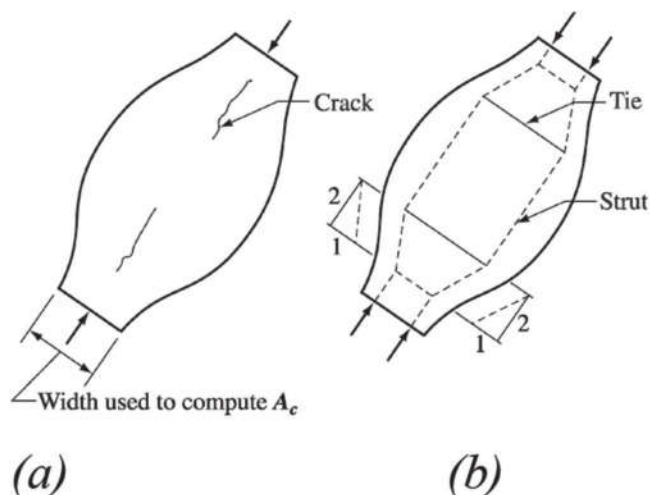 Crack
Tie
2
Strut
1
2
1
Width used to compute A_c
(a)
(b)